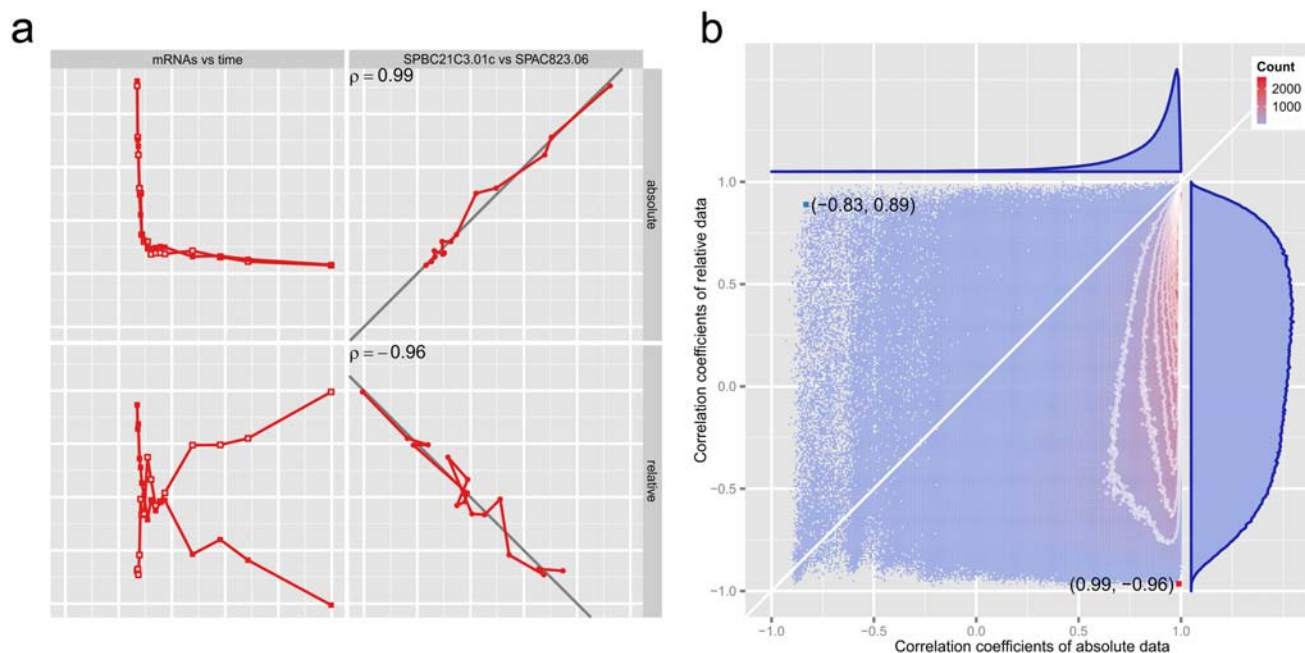 a
mRNAs vs time
SPBC21C3.01c vs SPAC823.06
ρ = 0.99
absolute
ρ = −0.96
relative
b
Count
2000
1000
1.0
0.5
0.0
−0.5
−1.0
Correlation coefficients of relative data
(−0.83, 0.89)
(0.99, −0.96)
−1.0
−0.5
0.0
0.5
1.0
Correlation coefficients of absolute data